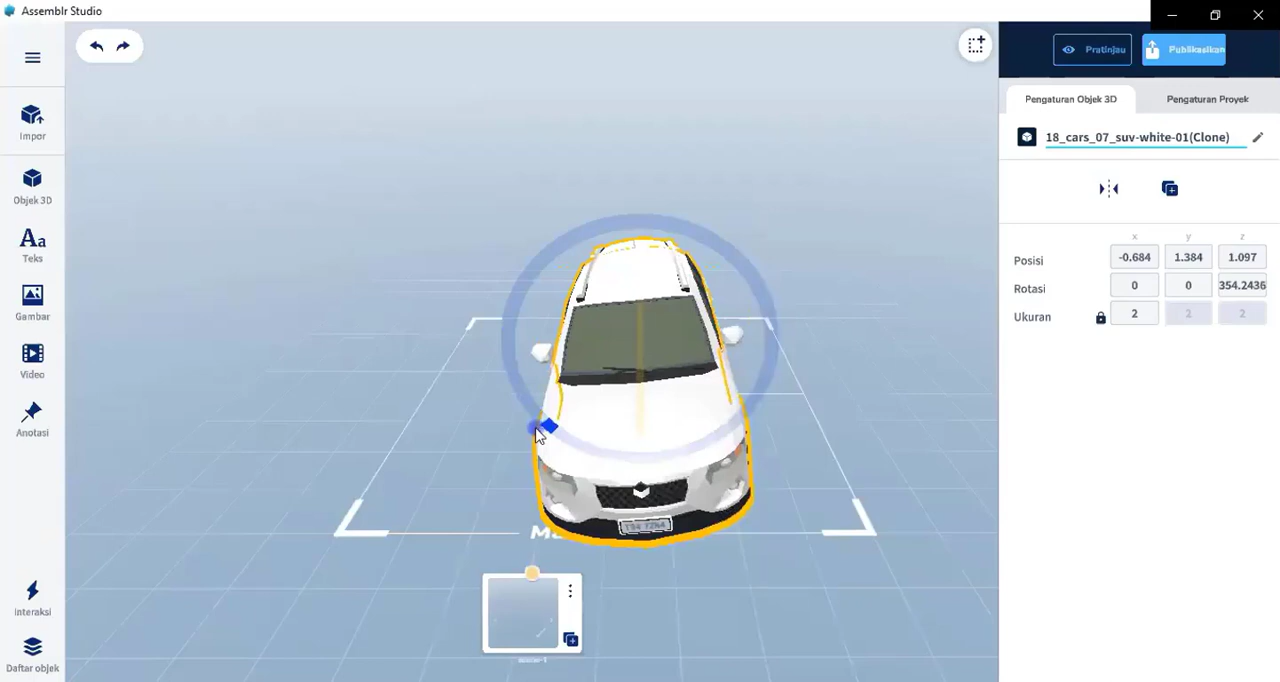 Assemblr Studio
Impor
Objek 3D
Aa
Teks
Gambar
Video
Anotasi
Interaksi
Daftar objek
Pratinjau
Publikasikan
Pengaturan Objek 3D
Pengaturan Proyek
18_cars_07_suv-white-01(Clone)
x y z
Posisi -0.684 1.384 1.097
Rotasi 0 0 354.2436
Ukuran 2 2 2